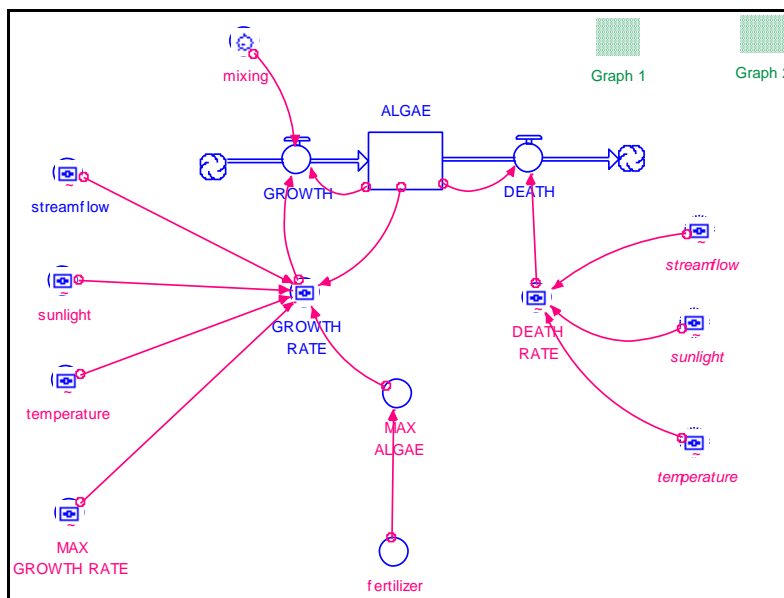 mixing
Graph 1
Graph 2
ALGAE
GROWTH
DEATH
streamflow
sunlight
temperature
MAX
GROWTH RATE
GROWTH
RATE
MAX
ALGAE
fertilizer
DEATH
RATE
streamflow
sunlight
temperature